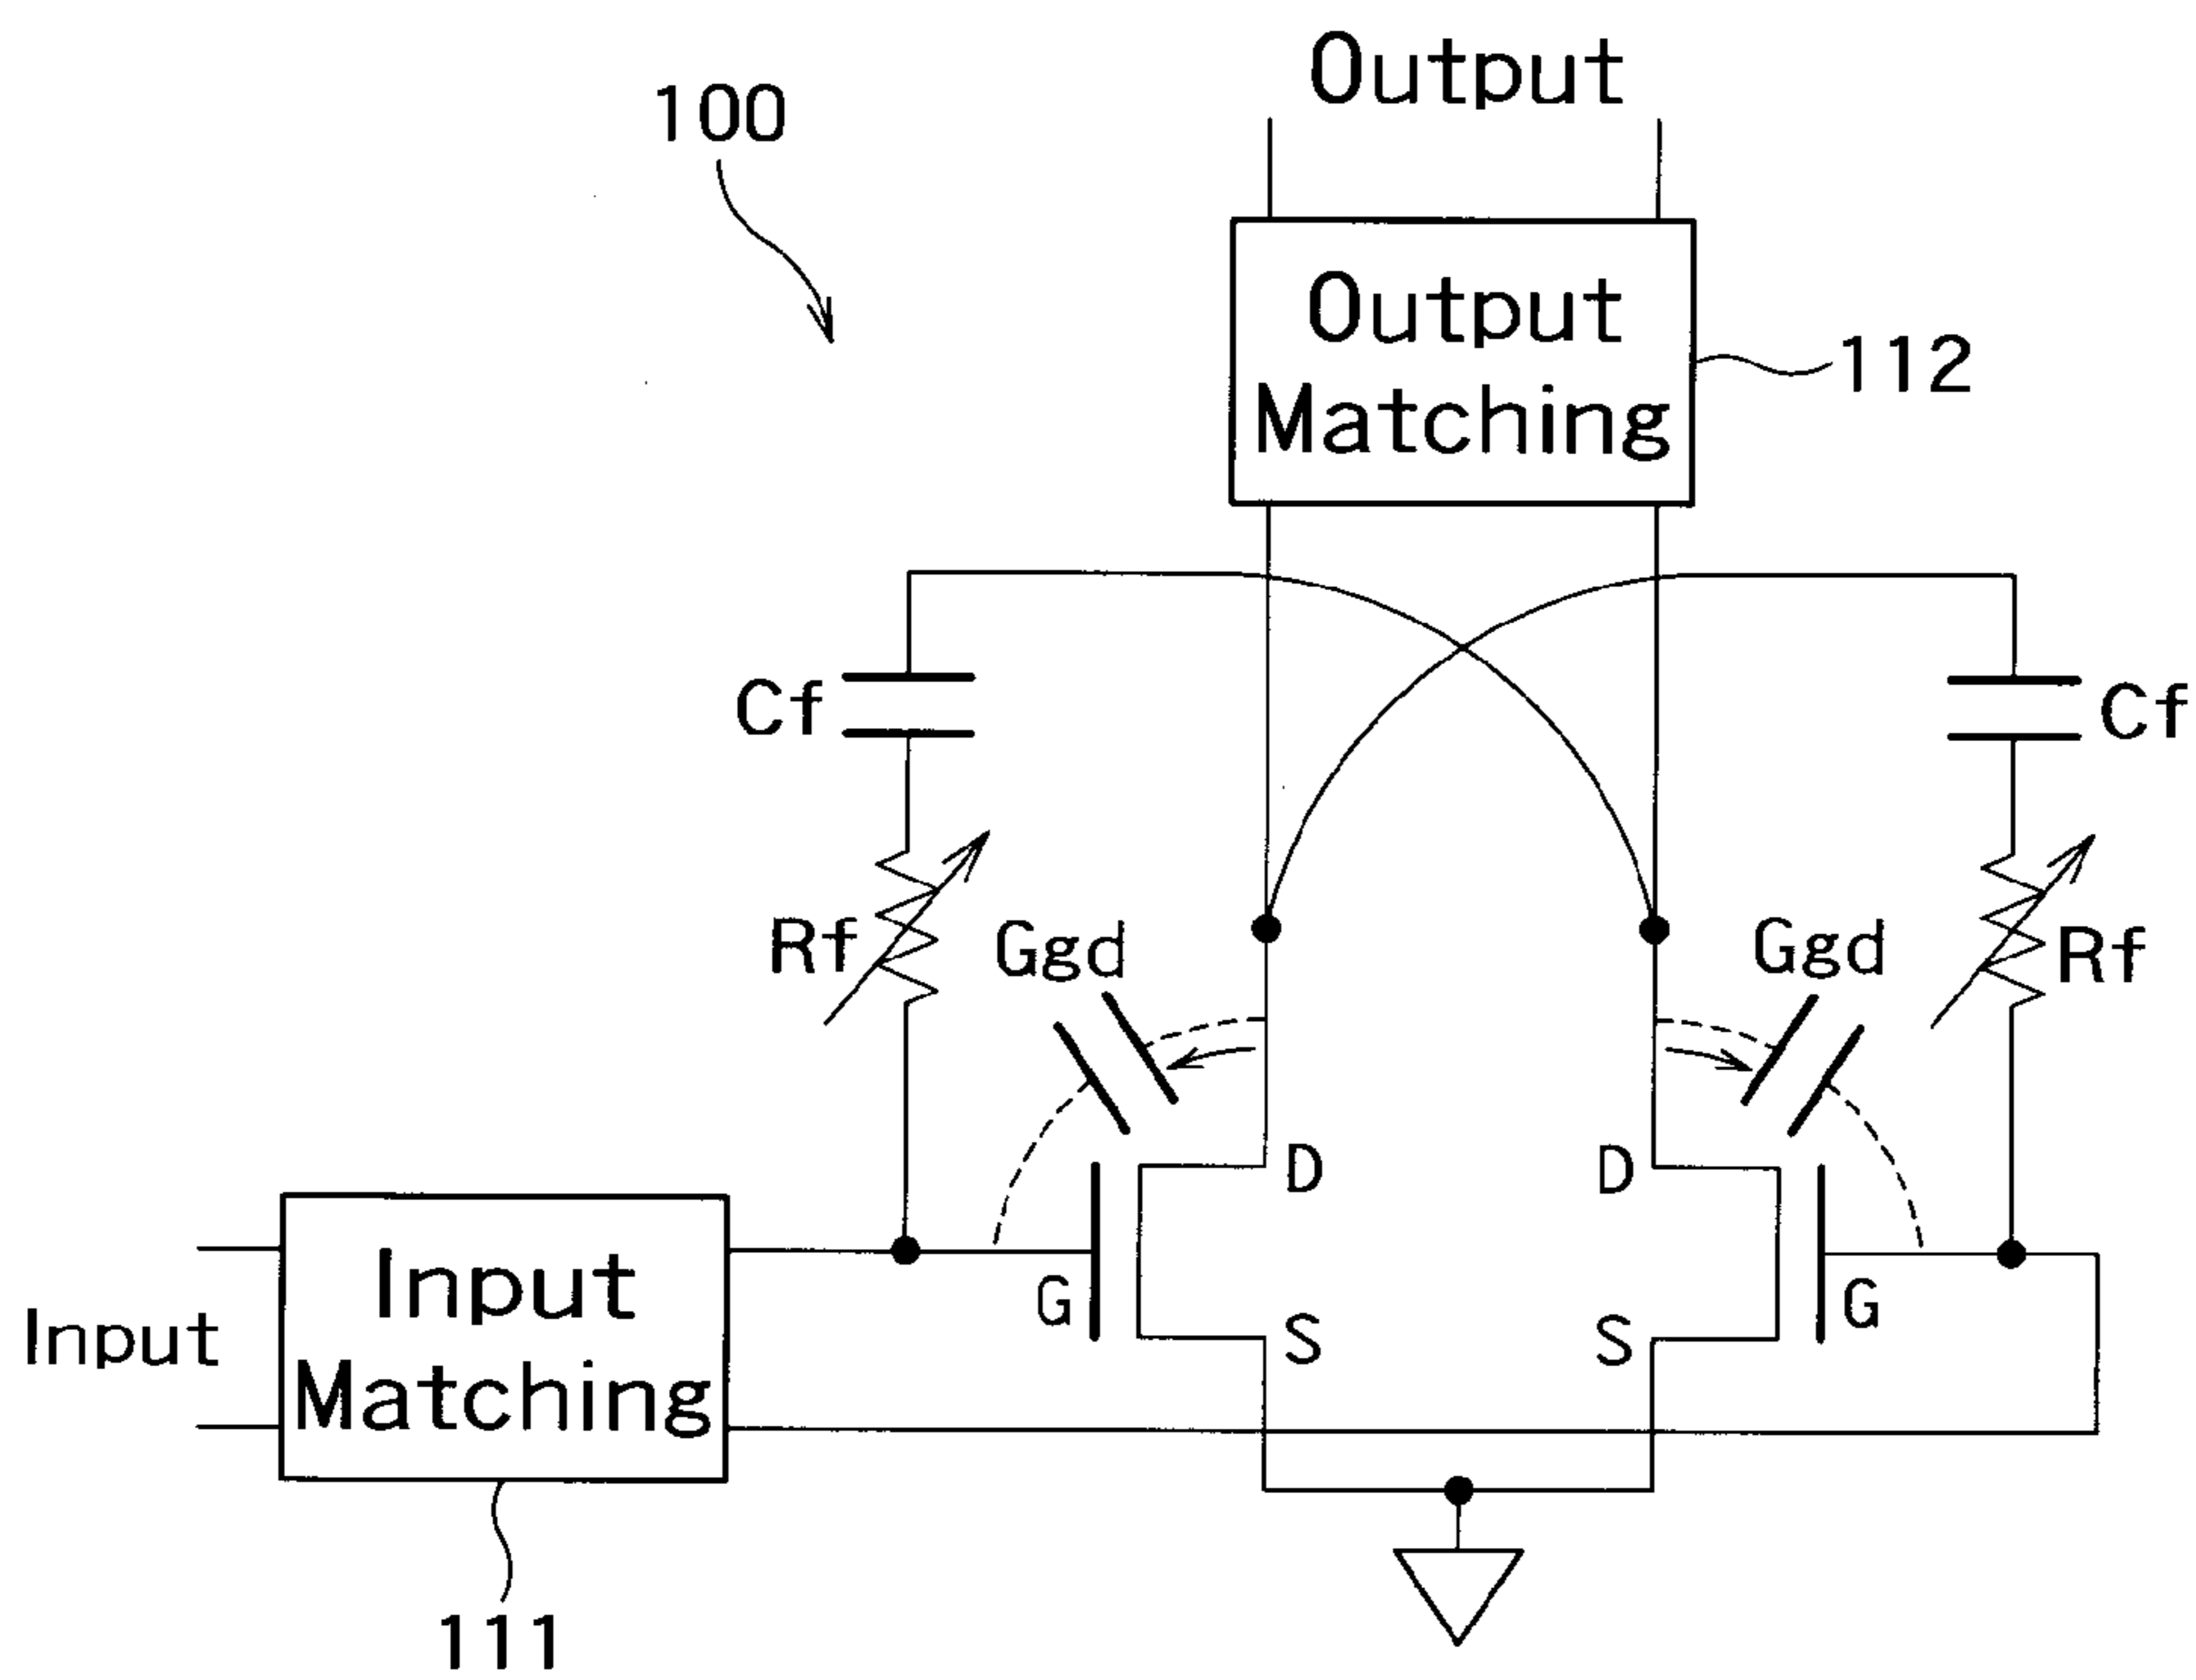 Output
100
Output
Matching
112
Cf
Cf
Rf
Ggd
Ggd
Rf
D
D
G
G
S
S
Input
Input
Matching
111